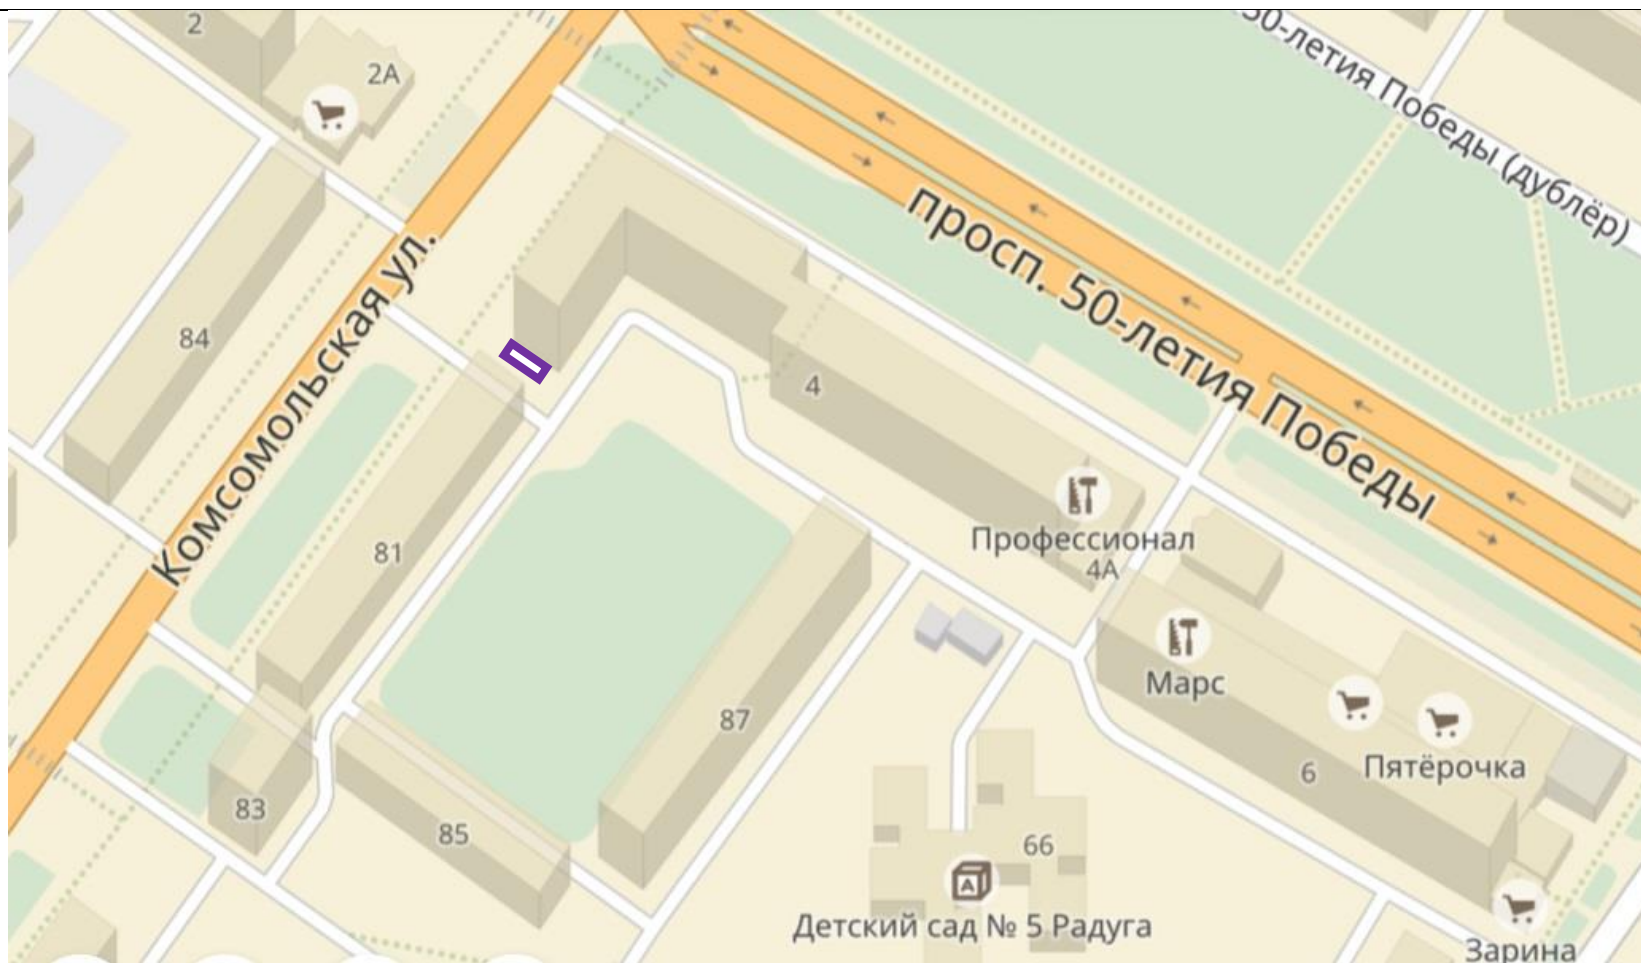 2
2А
50-летия Победы (дублёр)
просп. 50-летия Победы
Комсомольская ул.
84
4
81
Профессионал
4А
Марс
87
6
Пятёрочка
83
85
66
Детский сад № 5 Радуга
Зарина